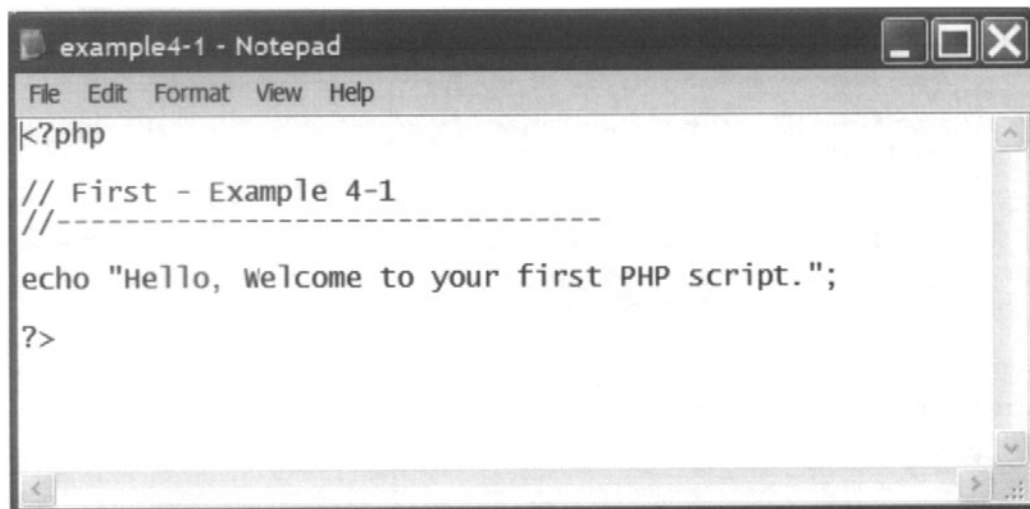 example4-1 - Notepad
File Edit Format View Help
<?php
// First - Example 4-1
//--------------------------------
echo "Hello, Welcome to your first PHP script.";
?>